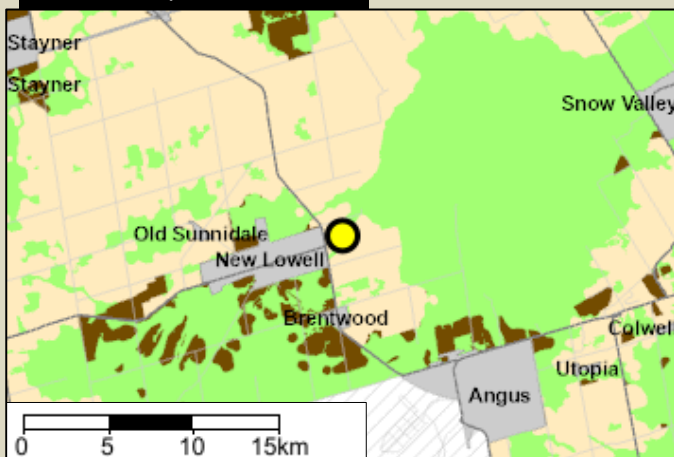 Stayner
Stayner
Snow Valley
Old Sunnidale
New Lowell
Brentwood
Colwell
Utopia
Angus
0 5 10 15km